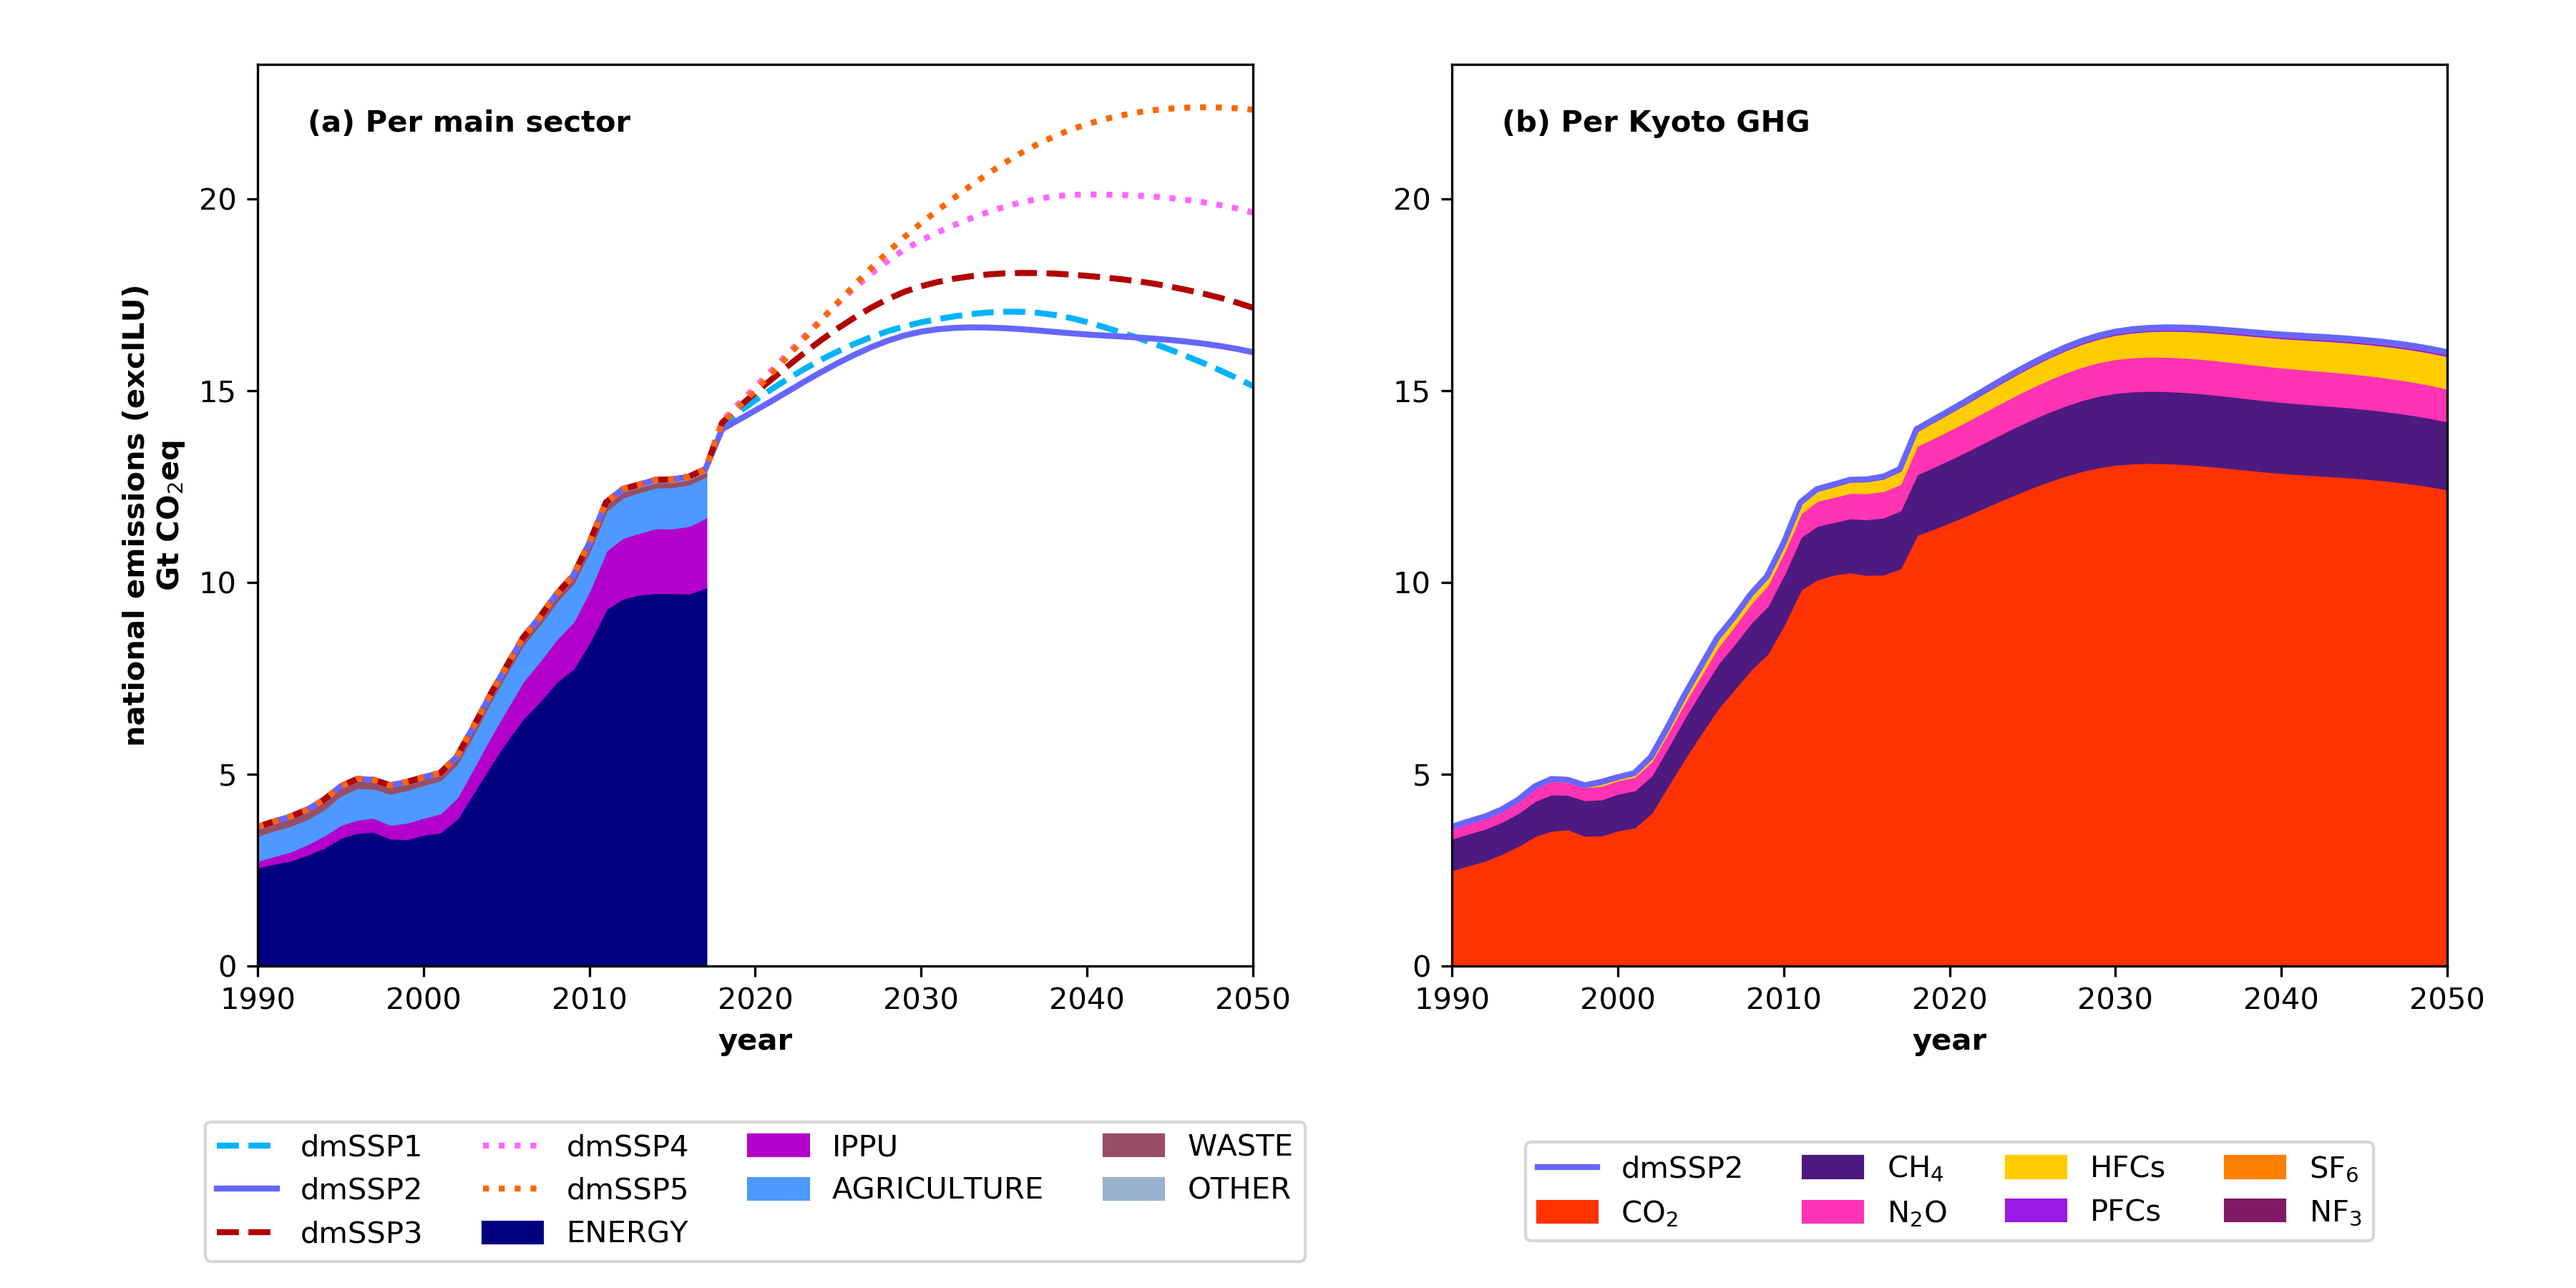 (a) Per main sector
national emissions (exclLU)
Gt CO₂eq
20
15
10
5
0
1990 2000 2010 2020 2030 2040 2050
year
dmSSP1 dmSSP4 IPPU WASTE
dmSSP2 dmSSP5 AGRICULTURE OTHER
dmSSP3 ENERGY
(b) Per Kyoto GHG
20
15
10
5
0
1990 2000 2010 2020 2030 2040 2050
year
dmSSP2 CH₄ HFCs SF₆
CO₂ N₂O PFCs NF₃